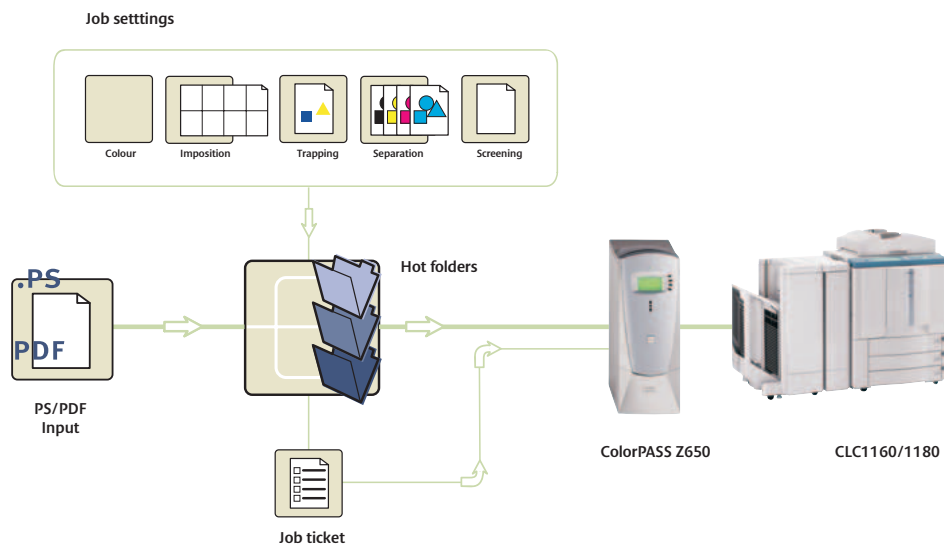 Job setttings
Colour
Imposition
Trapping
Separation
Screening
Hot folders
.PS
PDF
PS/PDF
Input
ColorPASS Z650
CLC1160/1180
Job ticket